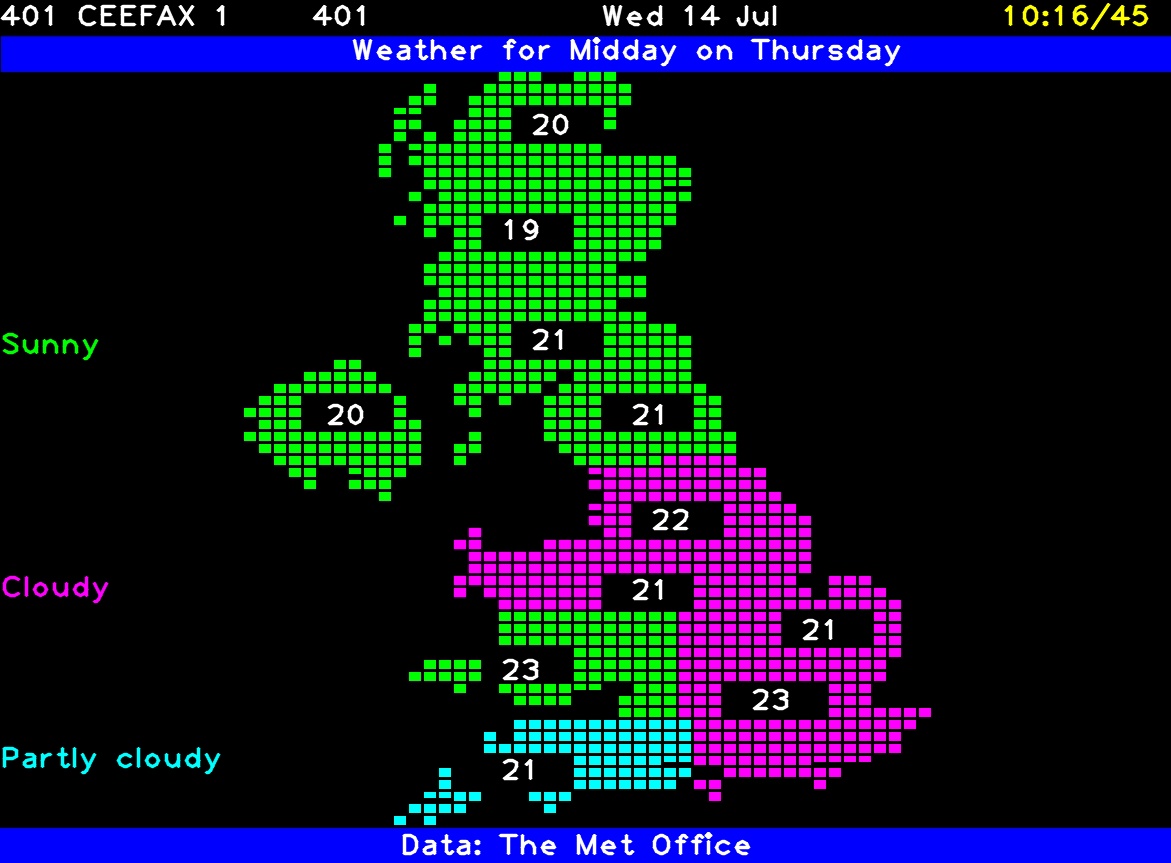 401 CEEFAX 1 401 Wed 14 Jul 10:16/45
Weather for Midday on Thursday
20
19
Sunny
21
20
21
22
Cloudy
21
21
23
23
Partly cloudy
21
Data: The Met Office